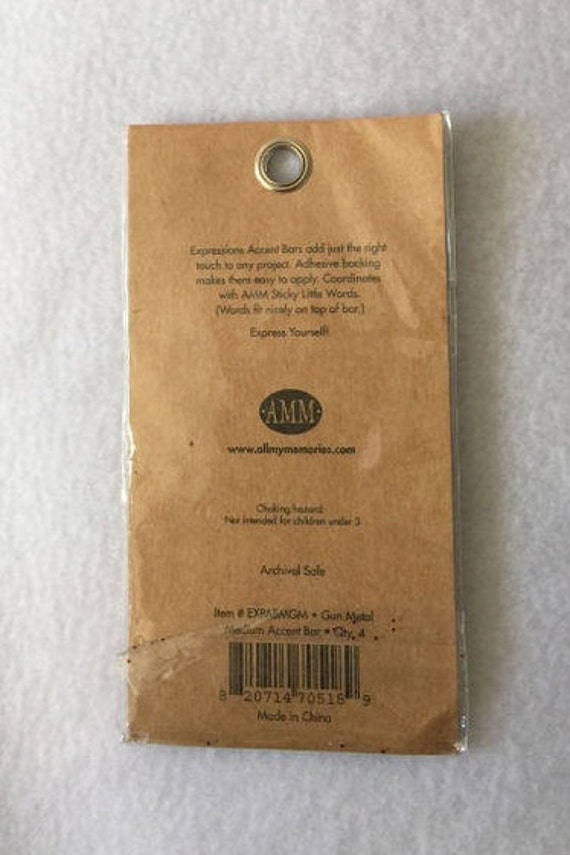 Expressions Accent Bars add just the right
touch to any project. Adhesive backing
makes them easy to apply. Coordinates
with AMM Sticky Little Words.
(Words fit nicely on top of bar.)
Express Yourself!
·AMM·
www.allmymemories.com
Choking hazard.
Not intended for children under 3
Archival Safe
Item # EXPABMGM • Gun Metal
Medium Accent Bar • Qty. 4
8 20714 70518 9
Made in China